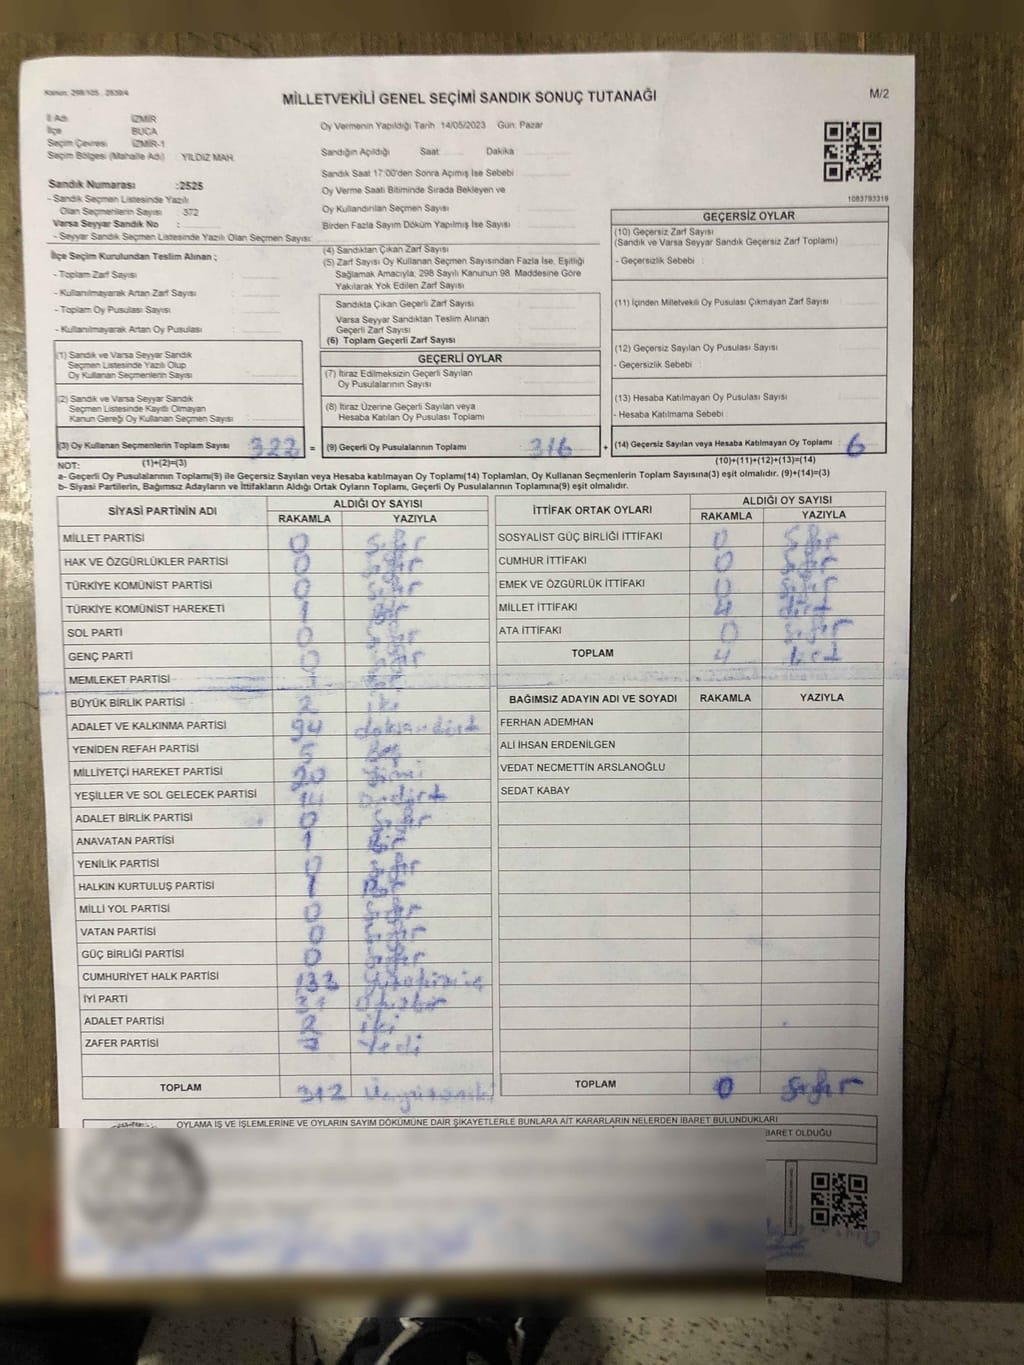 Kanun: 298/105 , 2839/4
MİLLETVEKİLİ GENEL SEÇİMİ SANDIK SONUÇ TUTANAĞI
M/2
İl Adı İZMİR
İlçe BUCA
Seçim Çevresi İZMİR-1
Seçim Bölgesi (Mahalle Adı) : YILDIZ MAH.
Sandık Numarası :2525
- Sandık Seçmen Listesinde Yazılı
Olan Seçmenlerin Sayısı : 372
Varsa Seyyar Sandık No :
- Seyyar Sandık Seçmen Listesinde Yazılı Olan Seçmen Sayısı:
Oy Vermenin Yapıldığı Tarih 14/05/2023 Gün: Pazar
Sandığın Açıldığı Saat Dakika
Sandık Saat 17:00'den Sonra Açımış İse Sebebi
Oy Verme Saati Bitiminde Sırada Bekleyen ve
Oy Kullandırılan Seçmen Sayısı
Birden Fazla Sayım Döküm Yapılmış İse Sayısı
1083793319
İlçe Seçim Kurulundan Teslim Alınan ;
- Toplam Zarf Sayısı
- Kullanılmayarak Artan Zarf Sayısı
- Toplam Oy Pusulası Sayısı
- Kullanılmayarak Artan Oy Pusulası
(4) Sandıktan Çıkan Zarf Sayısı
(5) Zarf Sayısı Oy Kullanan Seçmen Sayısından Fazla İse, Eşitliği
Sağlamak Amacıyla, 298 Sayılı Kanunun 98. Maddesine Göre
Yakılarak Yok Edilen Zarf Sayısı
Sandıkta Çıkan Geçerli Zarf Sayısı
Varsa Seyyar Sandıktan Teslim Alınan
Geçerli Zarf Sayısı
(6) Toplam Geçerli Zarf Sayısı
GEÇERSİZ OYLAR
(10) Geçersiz Zarf Sayısı
(Sandık ve Varsa Seyyar Sandık Geçersiz Zarf Toplamı)
- Geçersizlik Sebebi :
(11) İçinden Milletvekili Oy Pusulası Çıkmayan Zarf Sayısı
(12) Geçersiz Sayılan Oy Pusulası Sayısı
- Geçersizlik Sebebi
(13) Hesaba Katılmayan Oy Pusulası Sayısı
- Hesaba Katılmama Sebebi
(1) Sandık ve Varsa Seyyar Sandık
Seçmen Listesinde Yazılı Olup
Oy Kullanan Seçmenlerin Sayısı
(2) Sandık ve Varsa Seyyar Sandık
Seçmen Listesinde Kayıtlı Olmayan
Kanun Gereği Oy Kullanan Seçmen Sayısı
GEÇERLİ OYLAR
(7) İtiraz Edilmeksizin Geçerli Sayılan
Oy Pusulalarının Sayısı
(8) İtiraz Üzerine Geçerli Sayılan veya
Hesaba Katılan Oy Pusulası Toplamı
(3) Oy Kullanan Seçmenlerin Toplam Sayısı 322 = (9) Geçerli Oy Pusulalarının Toplamı 316 + (14) Geçersiz Sayılan veya Hesaba Katılmayan Oy Toplamı : 6
NOT: (1)+(2)=(3) (10)+(11)+(12)+(13)=(14)
a- Geçerli Oy Pusulalarının Toplamı(9) ile Geçersiz Sayılan veya Hesaba katılmayan Oy Toplamı(14) Toplamları, Oy Kullanan Seçmenlerin Toplam Sayısına(3) eşit olmalıdır. (9)+(14)=(3)
b- Siyasi Partilerin, Bağımsız Adayların ve İttifakların Aldığı Ortak Oyların Toplamı, Geçerli Oy Pusulalarının Toplamına(9) eşit olmalıdır.
SİYASİ PARTİNİN ADI ALDIĞI OY SAYISI
RAKAMLA YAZIYLA
MİLLET PARTİSİ 0 sıfır
HAK VE ÖZGÜRLÜKLER PARTİSİ 0 sıfır
TÜRKİYE KOMÜNİST PARTİSİ 0 sıfır
TÜRKİYE KOMÜNİST HAREKETİ 1 Bir
SOL PARTİ 0 sıfır
GENÇ PARTİ 0 sıfır
MEMLEKET PARTİSİ
BÜYÜK BİRLİK PARTİSİ 2 iki
ADALET VE KALKINMA PARTİSİ 94 doksandört
YENİDEN REFAH PARTİSİ 5 Beş
MİLLİYETÇİ HAREKET PARTİSİ 20 yirmi
YEŞİLLER VE SOL GELECEK PARTİSİ 14 ondört
ADALET BİRLİK PARTİSİ 0 sıfır
ANAVATAN PARTİSİ 1 Bir
YENİLİK PARTİSİ 0 sıfır
HALKIN KURTULUŞ PARTİSİ 1 Bir
MİLLİ YOL PARTİSİ 0 sıfır
VATAN PARTİSİ 0 sıfır
GÜÇ BİRLİĞİ PARTİSİ 0 sıfır
CUMHURİYET HALK PARTİSİ
İYİ PARTİ 31 otuzbir
ADALET PARTİSİ 2 iki
ZAFER PARTİSİ 7 Yedi
TOPLAM 312
İTTİFAK ORTAK OYLARI ALDIĞI OY SAYISI
RAKAMLA YAZIYLA
SOSYALİST GÜÇ BİRLİĞİ İTTİFAKI 0 sıfır
CUMHUR İTTİFAKI 0 sıfır
EMEK VE ÖZGÜRLÜK İTTİFAKI 0 sıfır
MİLLET İTTİFAKI 4 dört
ATA İTTİFAKI 0 sıfır
TOPLAM 4 dört
BAĞIMSIZ ADAYIN ADI VE SOYADI RAKAMLA YAZIYLA
FERHAN ADEMHAN
ALİ İHSAN ERDENİLGEN
VEDAT NECMETTİN ARSLANOĞLU
SEDAT KABAY
TOPLAM 0 sıfır
OYLAMA İŞ VE İŞLEMLERİNE VE OYLARIN SAYIM DÖKÜMÜNE DAİR ŞİKAYETLERLE BUNLARA AİT KARARLARIN NELERDEN İBARET BULUNDUKLARI
İBARET OLDUĞU